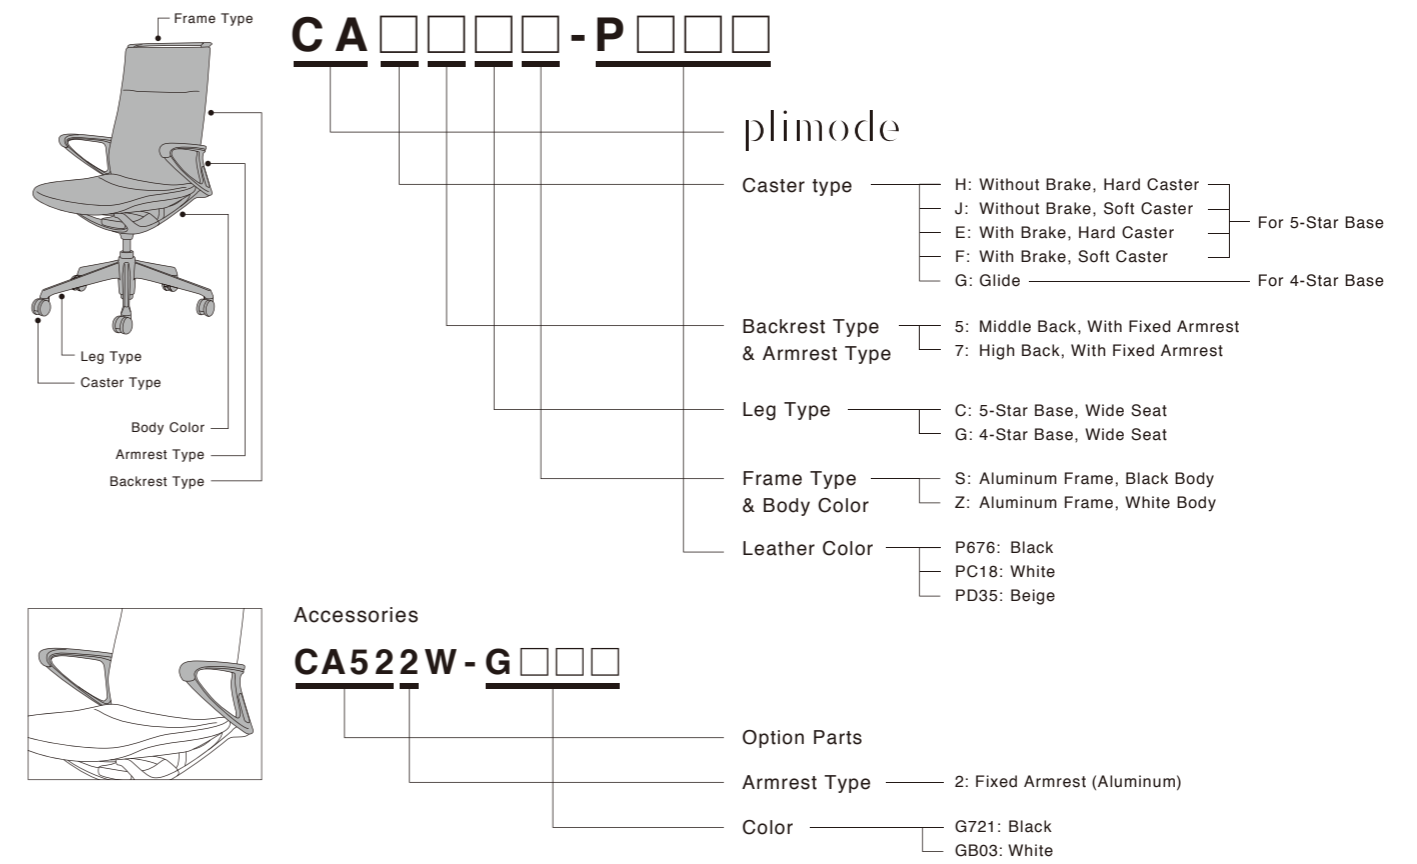 Frame Type
CA□□□□-P□□□
plimode
Caster type
H: Without Brake, Hard Caster
J: Without Brake, Soft Caster
E: With Brake, Hard Caster
F: With Brake, Soft Caster
For 5-Star Base
G: Glide
For 4-Star Base
Backrest Type
& Armrest Type
5: Middle Back, With Fixed Armrest
7: High Back, With Fixed Armrest
Leg Type
Caster Type
Body Color
Armrest Type
Backrest Type
Leg Type
C: 5-Star Base, Wide Seat
G: 4-Star Base, Wide Seat
Frame Type
& Body Color
S: Aluminum Frame, Black Body
Z: Aluminum Frame, White Body
Leather Color
P676: Black
PC18: White
PD35: Beige
Accessories
CA522W-G□□□
Option Parts
Armrest Type
2: Fixed Armrest (Aluminum)
Color
G721: Black
GB03: White